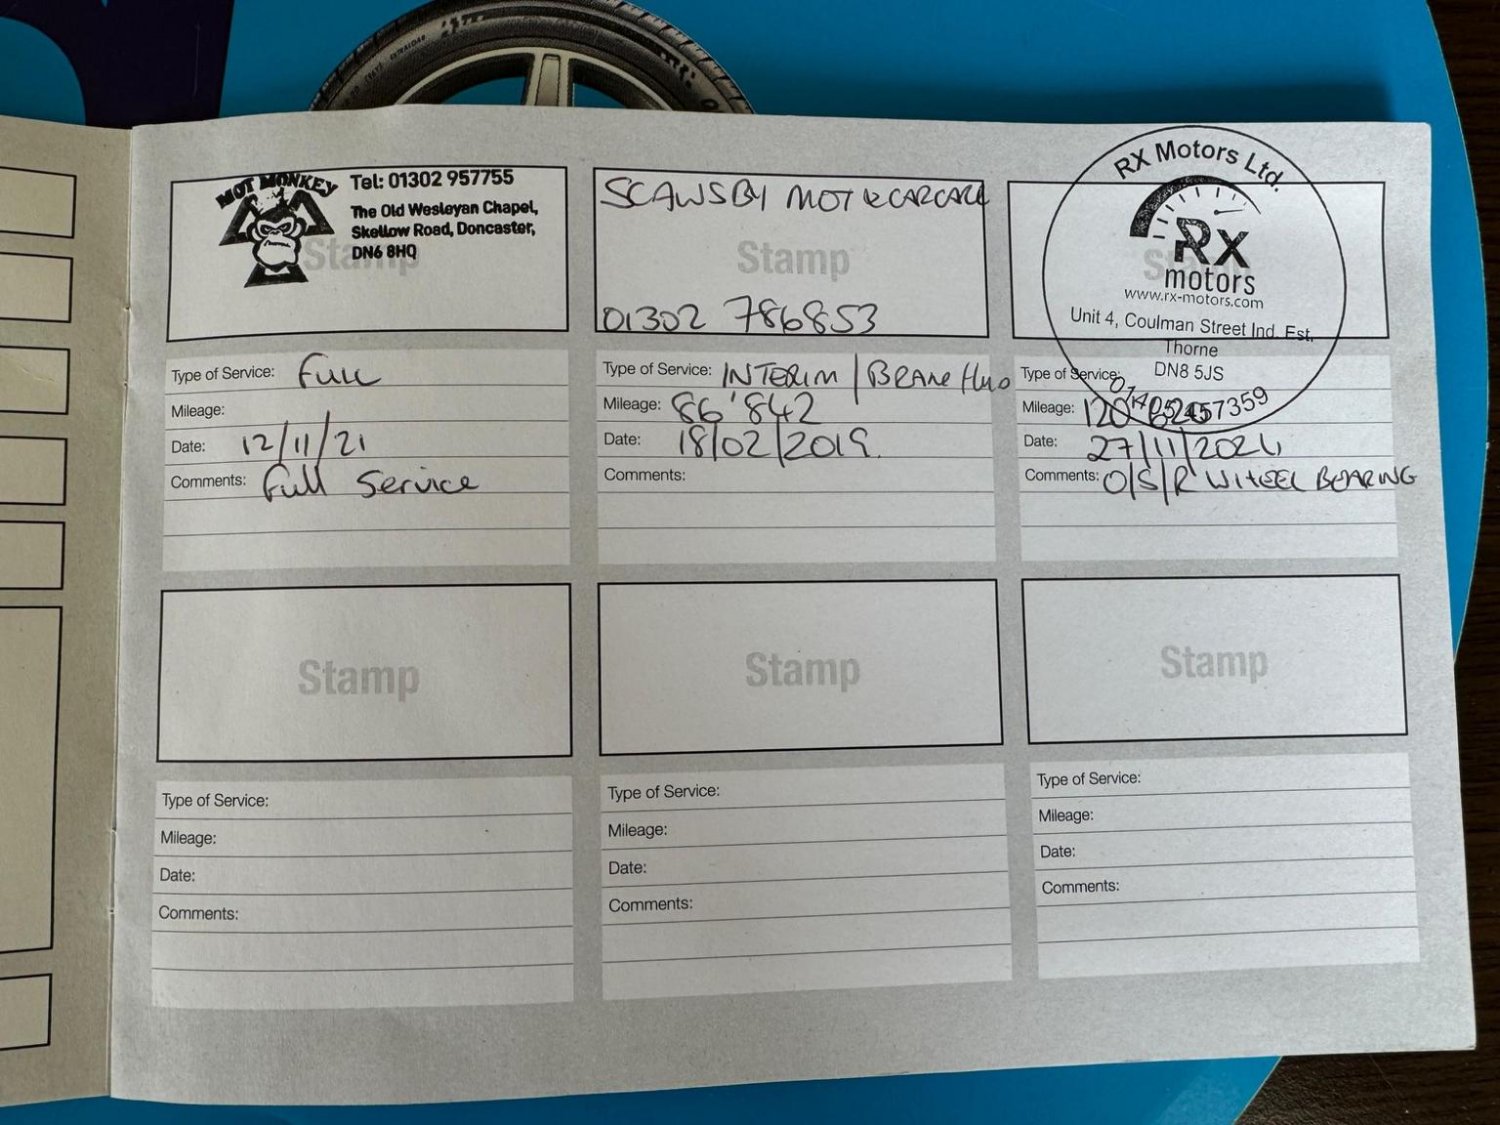 MOT MONKEY
Tel: 01302 957755
The Old Wesleyan Chapel,
Skellow Road, Doncaster,
DN6 8HQ
Stamp
Type of Service: Full
Mileage:
Date: 12/11/21
Comments: Full Service
SCAWSBY MOT & CARCARE
Stamp
01302 786853
Type of Service: INTERIM / BRAKE fluid
Mileage: 86'842
Date: 18/02/2019.
Comments:
RX Motors Ltd.
RX
motors
www.rx-motors.com
Unit 4, Coulman Street Ind. Est,
Thorne
DN8 5JS
Type of Service:
Mileage:
Date: 27/11/2024
Comments: O/S/R WHEEL BEARING
Stamp
Type of Service:
Mileage:
Date:
Comments:
Stamp
Type of Service:
Mileage:
Date:
Comments:
Stamp
Type of Service:
Mileage:
Date:
Comments: